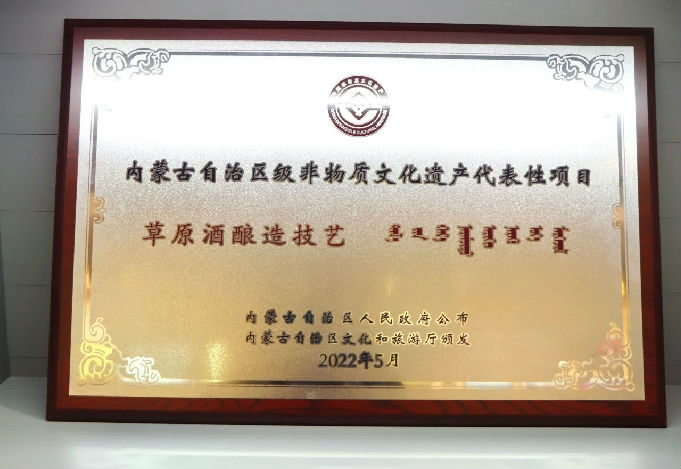 内蒙古自治区级非物质文化遗产代表性项目
草原酒酿造技艺
内蒙古自治区人民政府公布
内蒙古自治区文化和旅游厅颁发
2022年5月